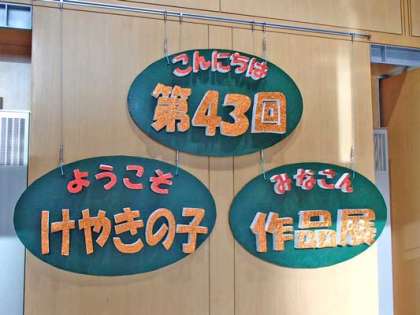 こんにちは
第43回
ようこそ
けやきの子
みなさん
作品展